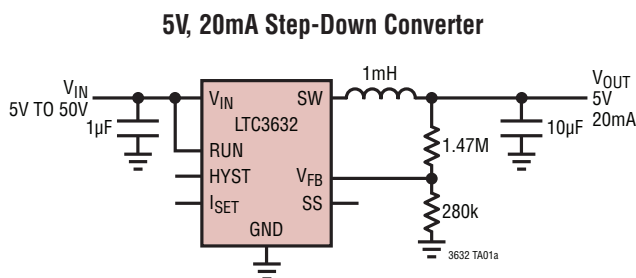 5V, 20mA Step-Down Converter
VIN
5V TO 50V
1µF
VIN
SW
LTC3632
RUN
HYST
VFB
ISET
SS
GND
1mH
1.47M
280k
10µF
VOUT
5V
20mA
3632 TA01a